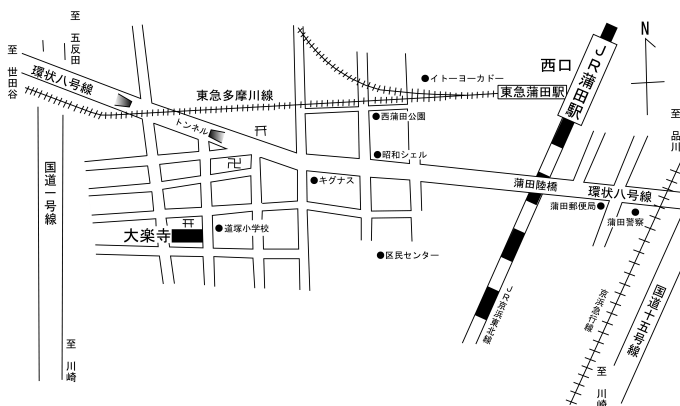 至 五反田
至 世田谷
環状八号線
東急多摩川線
トンネル
国道一号線
至 川崎
大楽寺
道塚小学校
キグナス
昭和シェル
西蒲田公園
イトーヨーカドー
東急蒲田駅
西口
JR蒲田駅
N
至 品川
蒲田陸橋
環状八号線
蒲田郵便局
蒲田警察
区民センター
JR京浜東北線
京浜急行線
国道十五号線
至 川崎